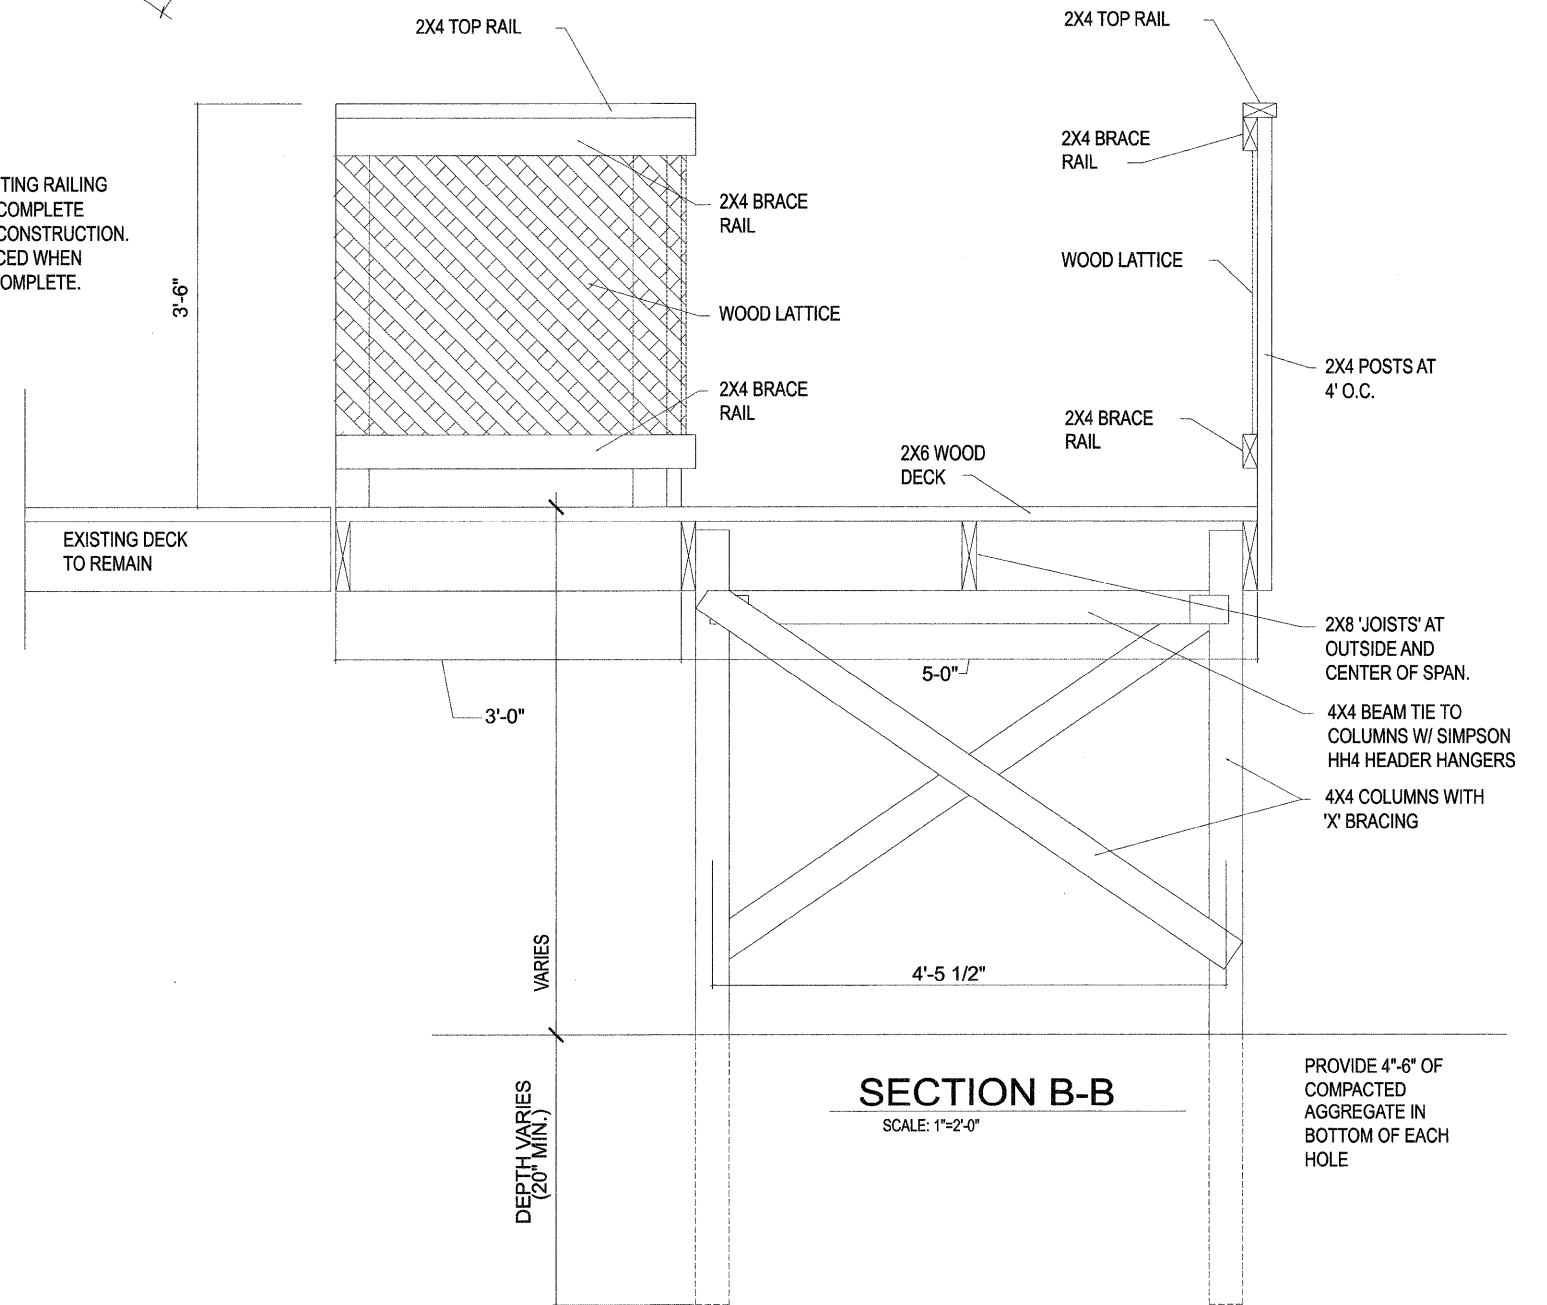 2X4 TOP RAIL
2X4 TOP RAIL
2X4 BRACE
RAIL
TING RAILING
COMPLETE
CONSTRUCTION.
CED WHEN
OMPLETE.
3'-6"
2X4 BRACE
RAIL
WOOD LATTICE
WOOD LATTICE
2X4 BRACE
RAIL
2X4 POSTS AT
4' O.C.
2X4 BRACE
RAIL
2X6 WOOD
DECK
EXISTING DECK
TO REMAIN
2X8 'JOISTS' AT
OUTSIDE AND
CENTER OF SPAN.
5-0"
3'-0"
4X4 BEAM TIE TO
COLUMNS W/ SIMPSON
HH4 HEADER HANGERS
4X4 COLUMNS WITH
'X' BRACING
VARIES
4'-5 1/2"
SECTION B-B
SCALE: 1"=2'-0"
DEPTH VARIES
(20" MIN.)
PROVIDE 4"-6" OF
COMPACTED
AGGREGATE IN
BOTTOM OF EACH
HOLE